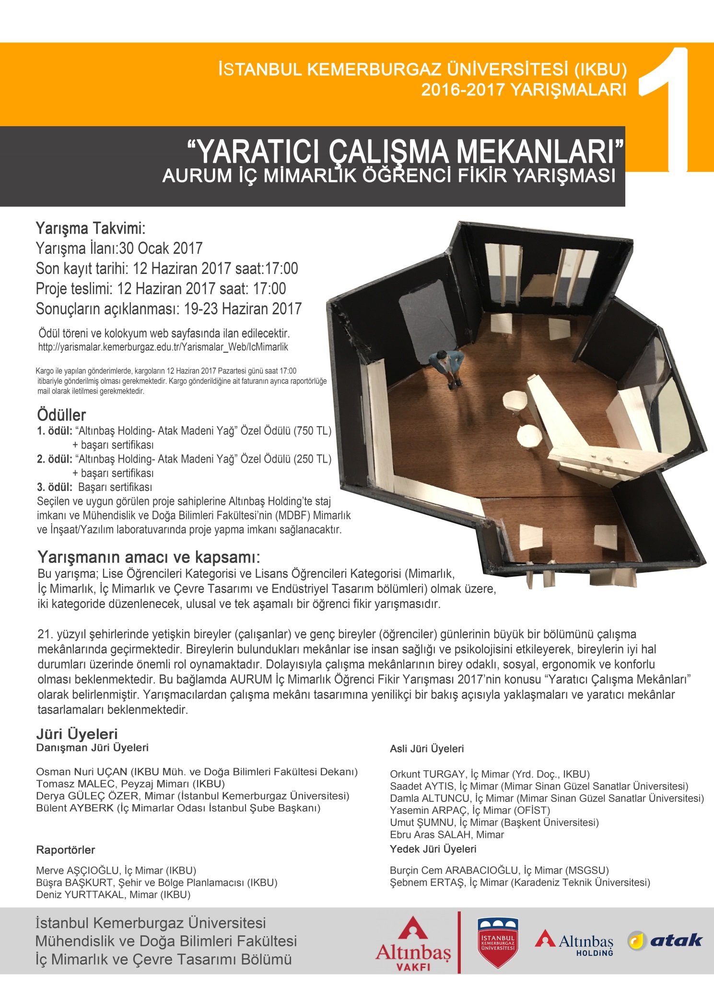 İSTANBUL KEMERBURGAZ ÜNİVERSİTESİ (IKBU)
2016-2017 YARIŞMALARI
1
“YARATICI ÇALIŞMA MEKANLARI”
AURUM İÇ MİMARLIK ÖĞRENCİ FİKİR YARIŞMASI
Yarışma Takvimi:
Yarışma İlanı:30 Ocak 2017
Son kayıt tarihi: 12 Haziran 2017 saat:17:00
Proje teslimi: 12 Haziran 2017 saat: 17:00
Sonuçların açıklanması: 19-23 Haziran 2017
Ödül töreni ve kolokyum web sayfasında ilan edilecektir.
http://yarismalar.kemerburgaz.edu.tr/Yarismalar_Web/IcMimarlik
Kargo ile yapılan gönderimlerde, kargoların 12 Haziran 2017 Pazartesi günü saat 17:00
itibariyle gönderilmiş olması gerekmektedir. Kargo gönderildiğine ait faturanın ayrıca raportörlüğe
mail olarak iletilmesi gerekmektedir.
Ödüller
1. ödül: “Altınbaş Holding- Atak Madeni Yağ” Özel Ödülü (750 TL)
+ başarı sertifikası
2. ödül: “Altınbaş Holding- Atak Madeni Yağ” Özel Ödülü (250 TL)
+ başarı sertifikası
3. ödül: Başarı sertifikası
Seçilen ve uygun görülen proje sahiplerine Altınbaş Holding’te staj
imkanı ve Mühendislik ve Doğa Bilimleri Fakültesi’nin (MDBF) Mimarlık
ve İnşaat/Yazılım laboratuvarında proje yapma imkanı sağlanacaktır.
Yarışmanın amacı ve kapsamı:
Bu yarışma; Lise Öğrencileri Kategorisi ve Lisans Öğrencileri Kategorisi (Mimarlık,
İç Mimarlık, İç Mimarlık ve Çevre Tasarımı ve Endüstriyel Tasarım bölümleri) olmak üzere,
iki kategoride düzenlenecek, ulusal ve tek aşamalı bir öğrenci fikir yarışmasıdır.
21. yüzyıl şehirlerinde yetişkin bireyler (çalışanlar) ve genç bireyler (öğrenciler) günlerinin büyük bir bölümünü çalışma
mekânlarında geçirmektedir. Bireylerin bulundukları mekânlar ise insan sağlığı ve psikolojisini etkileyerek, bireylerin iyi hal
durumları üzerinde önemli rol oynamaktadır. Dolayısıyla çalışma mekânlarının birey odaklı, sosyal, ergonomik ve konforlu
olması beklenmektedir. Bu bağlamda AURUM İç Mimarlık Öğrenci Fikir Yarışması 2017’nin konusu “Yaratıcı Çalışma Mekânları”
olarak belirlenmiştir. Yarışmacılardan çalışma mekânı tasarımına yenilikçi bir bakış açısıyla yaklaşmaları ve yaratıcı mekânlar
tasarlamaları beklenmektedir.
Jüri Üyeleri
Danışman Jüri Üyeleri
Osman Nuri UÇAN (IKBU Müh. ve Doğa Bilimleri Fakültesi Dekanı)
Tomasz MALEC, Peyzaj Mimarı (IKBU)
Derya GÜLEÇ ÖZER, Mimar (İstanbul Kemerburgaz Üniversitesi)
Bülent AYBERK (İç Mimarlar Odası İstanbul Şube Başkanı)
Asli Jüri Üyeleri
Orkunt TURGAY, İç Mimar (Yrd. Doç., IKBU)
Saadet AYTIS, İç Mimar (Mimar Sinan Güzel Sanatlar Üniversitesi)
Damla ALTUNCU, İç Mimar (Mimar Sinan Güzel Sanatlar Üniversitesi)
Yasemin ARPAÇ, İç Mimar (OFİST)
Umut ŞUMNU, İç Mimar (Başkent Üniversitesi)
Ebru Aras SALAH, Mimar
Raportörler
Merve AŞÇIOĞLU, İç Mimar (IKBU)
Büşra BAŞKURT, Şehir ve Bölge Planlamacısı (IKBU)
Deniz YURTTAKAL, Mimar (IKBU)
Yedek Jüri Üyeleri
Burçin Cem ARABACIOĞLU, İç Mimar (MSGSU)
Şebnem ERTAŞ, İç Mimar (Karadeniz Teknik Üniversitesi)
İstanbul Kemerburgaz Üniversitesi
Mühendislik ve Doğa Bilimleri Fakültesi
İç Mimarlık ve Çevre Tasarımı Bölümü
Altınbaş
VAKFI
İSTANBUL
KEMERBURGAZ
ÜNİVERSİTESİ
Altınbaş
HOLDiNG
atak